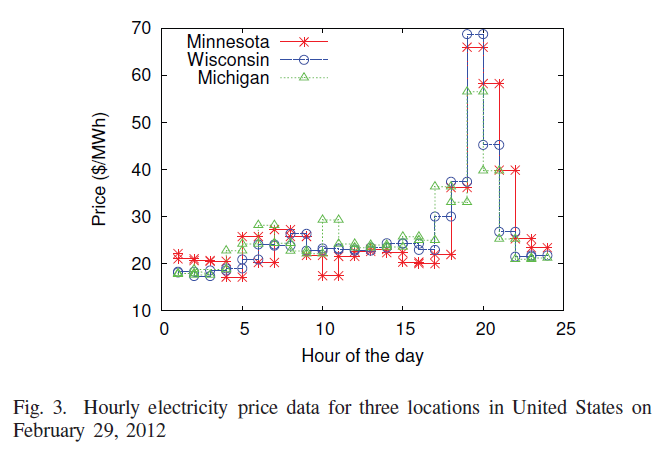 70
60
50
40
30
20
10
0 5 10 15 20 25
Price ($/MWh)
Hour of the day
Minnesota
Wisconsin
Michigan
Fig. 3. Hourly electricity price data for three locations in United States on
February 29, 2012